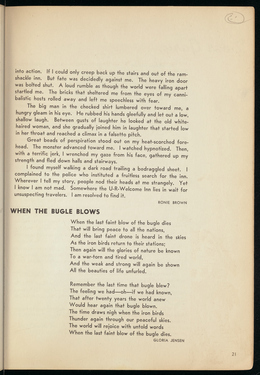 into action. If I could only creep back up the stairs and out of the ram-
shackle inn. But fate was decidedly against me. The heavy iron door
was bolted shut. A loud rumble as though the world were falling apart
startled me. The bricks that sheltered me from the eyes of my canni-
balistic hosts rolled away and left me speechless with fear.
The big man in the checked shirt lumbered over toward me, a
hungry gleam in his eye. He rubbed his hands gleefully and let out a low,
shallow laugh. Between gusts of laughter he looked at the old white-
haired woman, and she gradually joined him in laughter that started low
in her throat and reached a climax in a falsetto pitch.
Great beads of perspiration stood out on my heat-scorched fore-
head. The monster advanced toward me. I watched hypnotized. Then,
with a terrific jerk, I wrenched my gaze from his face, gathered up my
strength and fled down halls and stairways.
I found myself walking a dark road trailing a bedraggled sheet. I
complained to the police who instituted a fruitless search for the inn.
Wherever I tell my story, people nod their heads at me strangely. Yet
I know I am not mad. Somewhere the U-R-Welcome Inn lies in wait for
unsuspecting travelers. I am resolved to find it.
BROWN
WHEN THE BUGLE BLOWS
When the last faint blow of the bugle dies
That will bring peace to all the nations,
And the last faint drone is heard in the skies
As the iron birds return to their stations;
Then again will the glories of nature be known
To a war-torn and tired world,
And the weak and strong will again be shown
All the beauties of life unfurled.
Remember the last time that bugle blew?
The feeling we had—oh—if we had known,
That after twenty years the world anew
Would hear again that bugle blown.
The time draws nigh when the iron birds
Thunder again through our peaceful skies.
The world will rejoice with untold words
When the last faint blow of the bugle dies.
GLORIA JENSEN